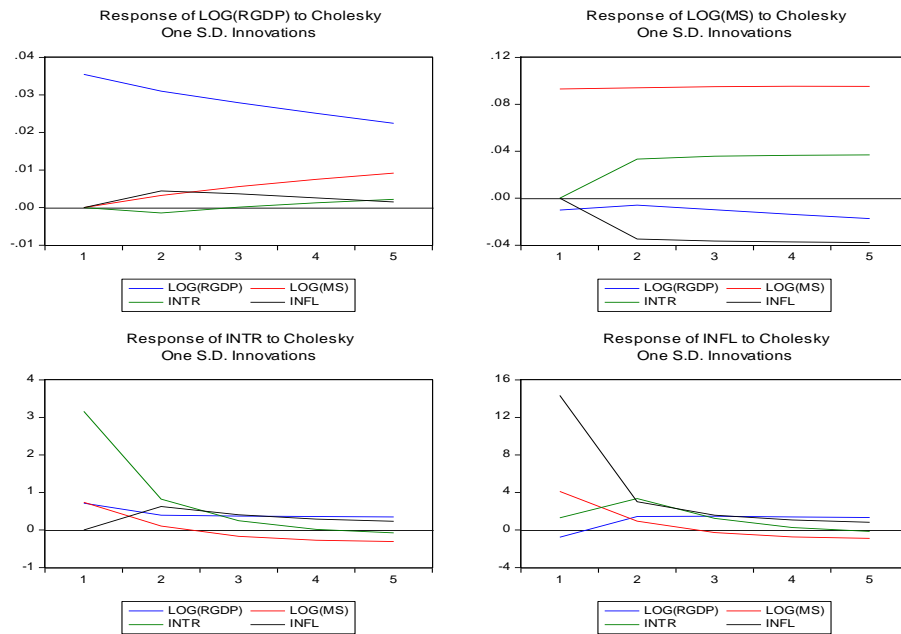 Response of LOG(RGDP) to Cholesky
One S.D. Innovations
.04
.03
.02
.01
.00
-.01
1 2 3 4 5
LOG(RGDP) LOG(MS)
INTR INFL
Response of LOG(MS) to Cholesky
One S.D. Innovations
.12
.08
.04
.00
-.04
1 2 3 4 5
LOG(RGDP) LOG(MS)
INTR INFL
Response of INTR to Cholesky
One S.D. Innovations
4
3
2
1
0
-1
1 2 3 4 5
LOG(RGDP) LOG(MS)
INTR INFL
Response of INFL to Cholesky
One S.D. Innovations
16
12
8
4
0
-4
1 2 3 4 5
LOG(RGDP) LOG(MS)
INTR INFL